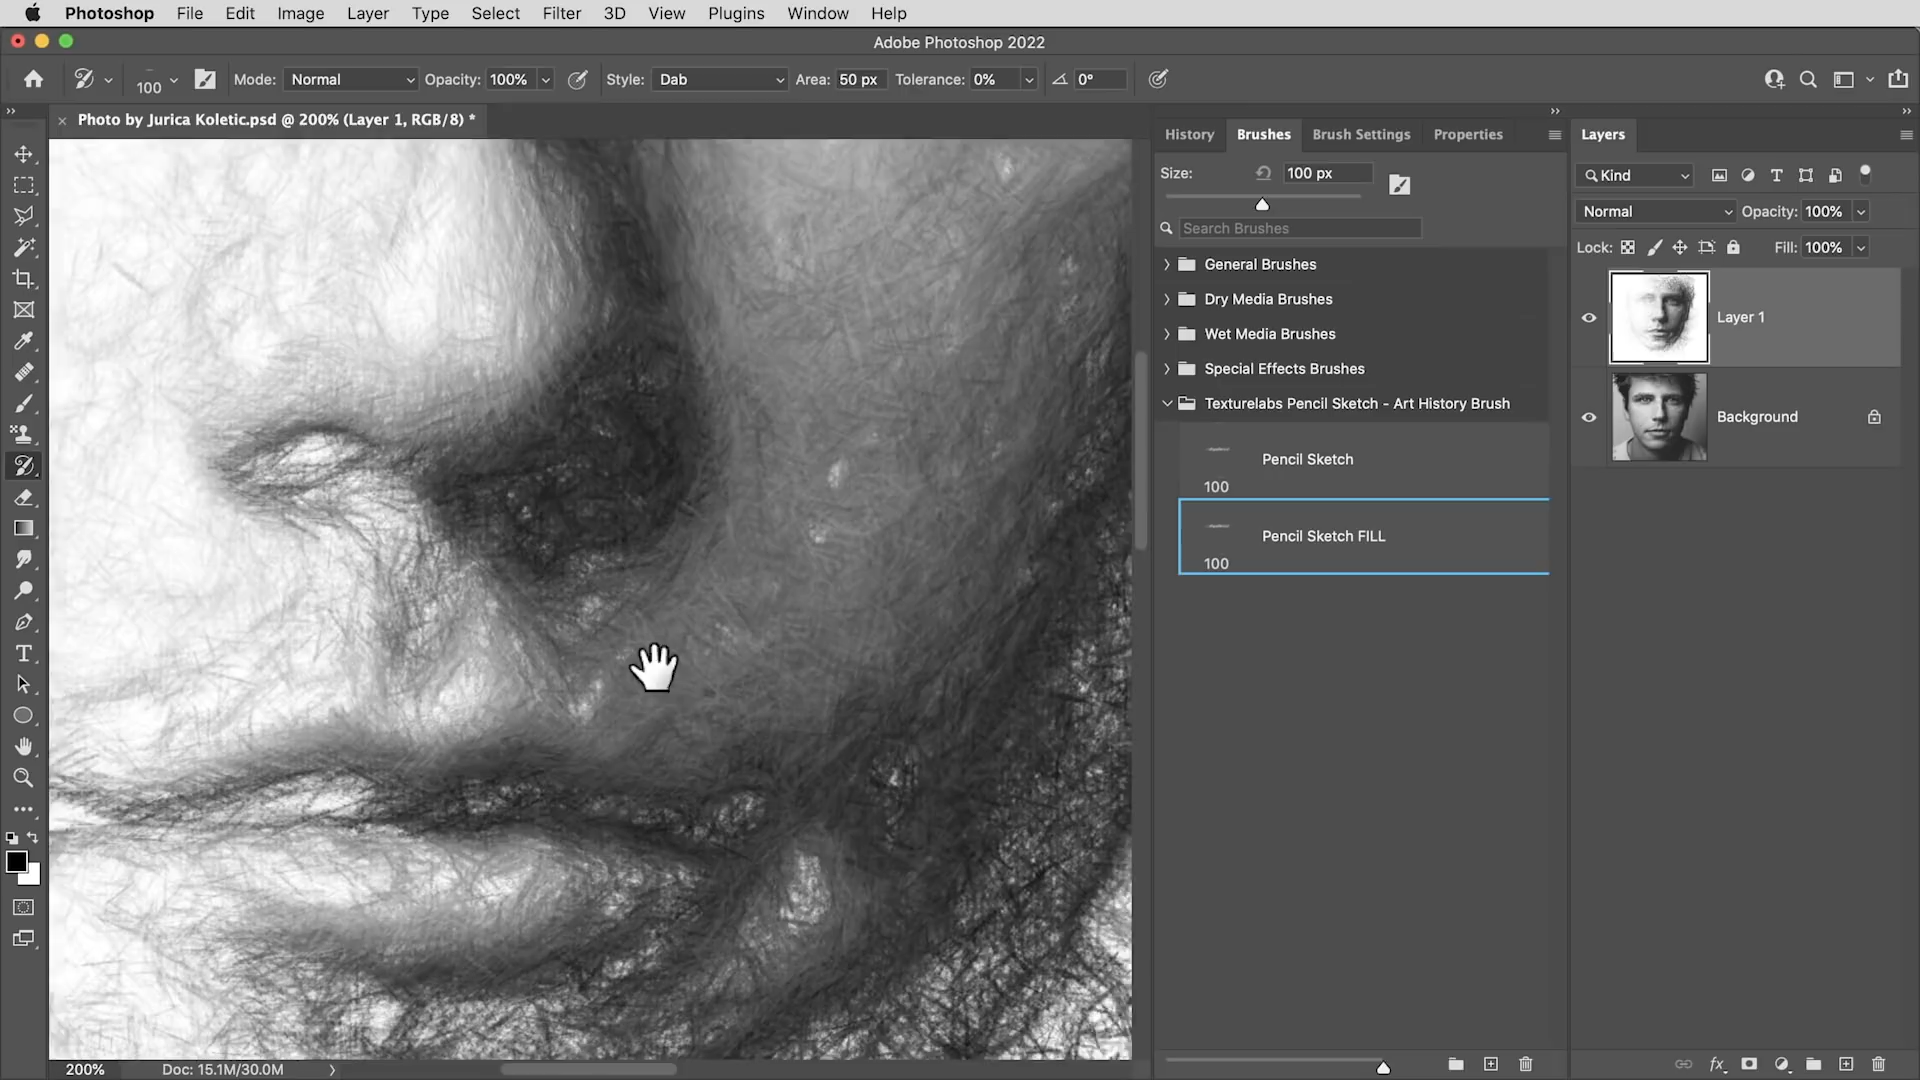 Photoshop File Edit Image Layer Type Select Filter 3D View Plugins Window Help
Adobe Photoshop 2022
100 Mode: Normal Opacity: 100% Style: Dab Area: 50 px Tolerance: 0% 0°
Photo by Jurica Koletic.psd @ 200% (Layer 1, RGB/8) *
History Brushes Brush Settings Properties
Size: 100 px
Search Brushes
General Brushes
Dry Media Brushes
Wet Media Brushes
Special Effects Brushes
Texturelabs Pencil Sketch - Art History Brush
Pencil Sketch
100
Pencil Sketch FILL
100
Layers
Kind
Normal Opacity: 100%
Lock: Fill: 100%
Layer 1
Background
fx
200% Doc: 15.1M/30.0M